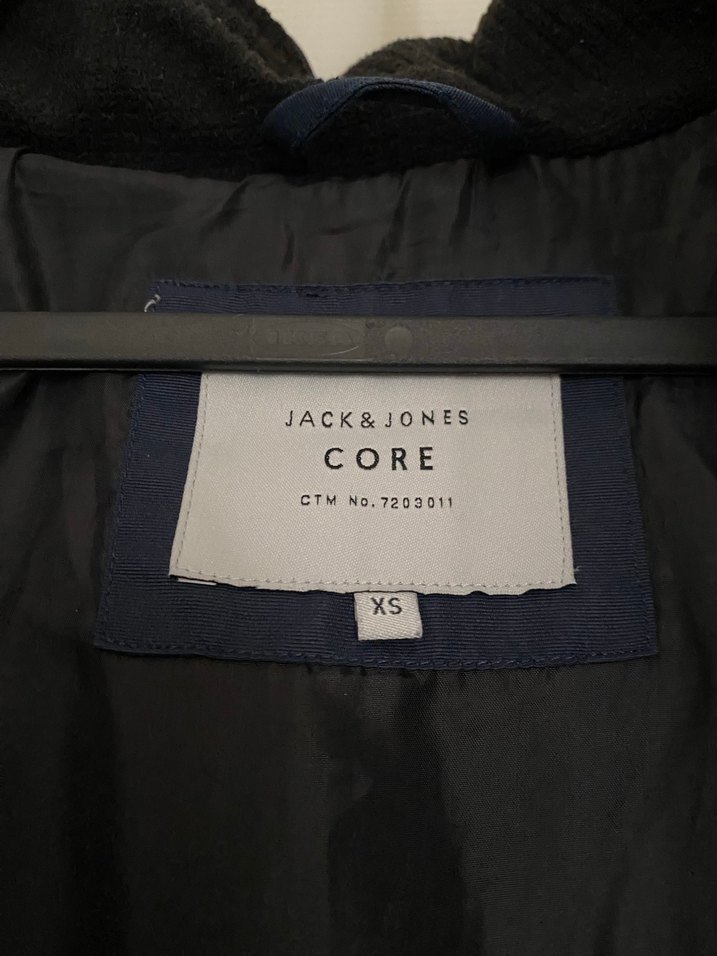 JACK&JONES
CORE
CTM No. 7203011
XS